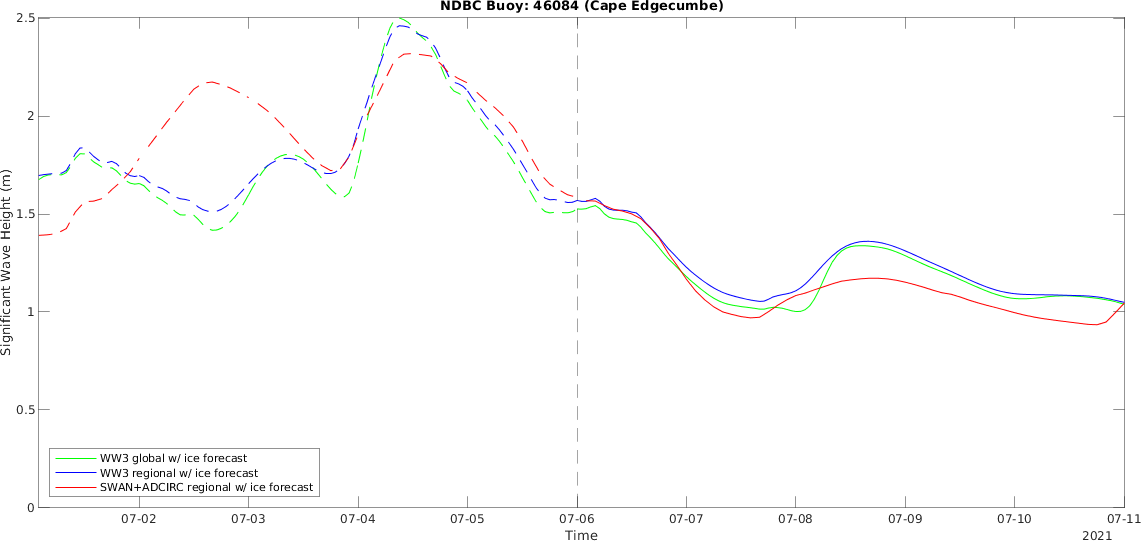 NDBC Buoy: 46084 (Cape Edgecumbe)
2.5
2
1.5
1
0.5
0
Significant Wave Height (m)
WW3 global w/ ice forecast
WW3 regional w/ ice forecast
SWAN+ADCIRC regional w/ ice forecast
07-02 07-03 07-04 07-05 07-06 07-07 07-08 07-09 07-10 07-11
Time
2021